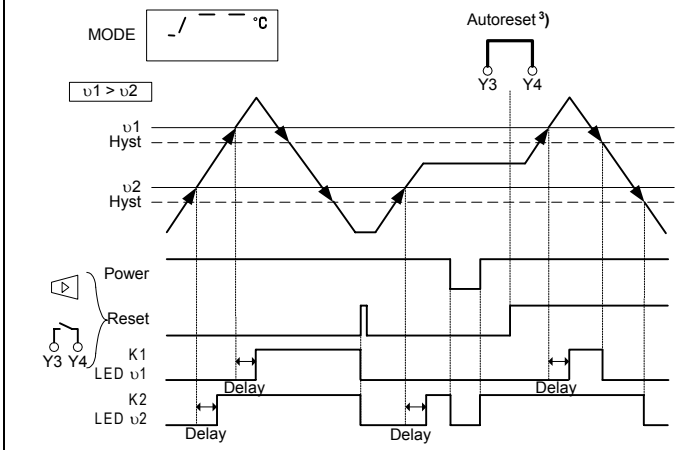 MODE
_/ ‾ ‾ ‾ °C
Autoreset ³)
Y3 Y4
υ1 > υ2
υ1
Hyst
υ2
Hyst
Power
Reset
Y3 Y4
K1
LED υ1
Delay
Delay
K2
LED υ2
Delay
Delay